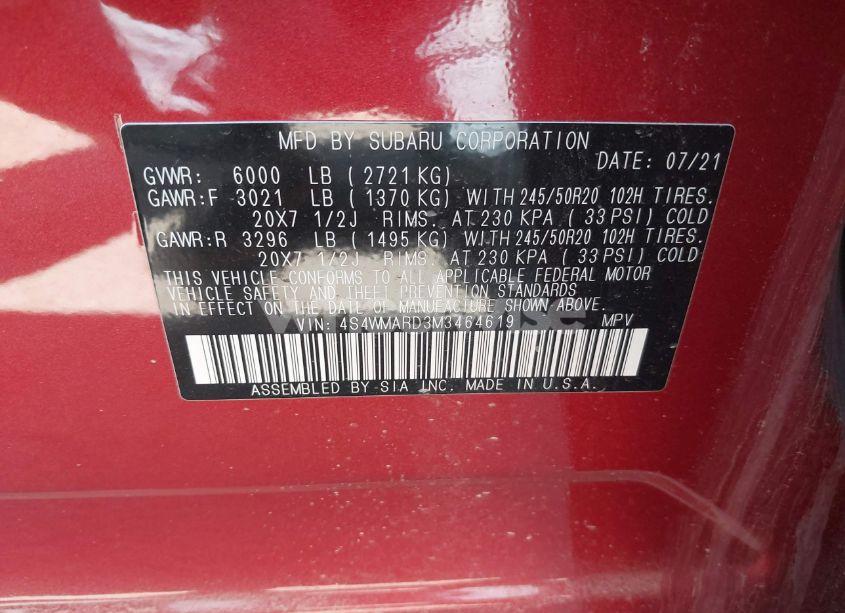 MFD BY SUBARU CORPORATION
DATE: 07/21
GVWR: 6000 LB ( 2721 KG)
GAWR:F 3021 LB ( 1370 KG) WITH 245/50R20 102H TIRES.
20X7 1/2J RIMS. AT 230 KPA ( 33 PSI) COLD
GAWR:R 3296 LB ( 1495 KG) WITH 245/50R20 102H TIRES.
20X7 1/2J RIMS. AT 230 KPA ( 33 PSI) COLD
THIS VEHICLE CONFORMS TO ALL APPLICABLE FEDERAL MOTOR
VEHICLE SAFETY AND THEFT PREVENTION STANDARDS
IN EFFECT ON THE DATE OF MANUFACTURE SHOWN ABOVE.
VIN: 4S4WMARD3M3464619 MPV
ASSEMBLED BY SIA INC. MADE IN U.S.A.